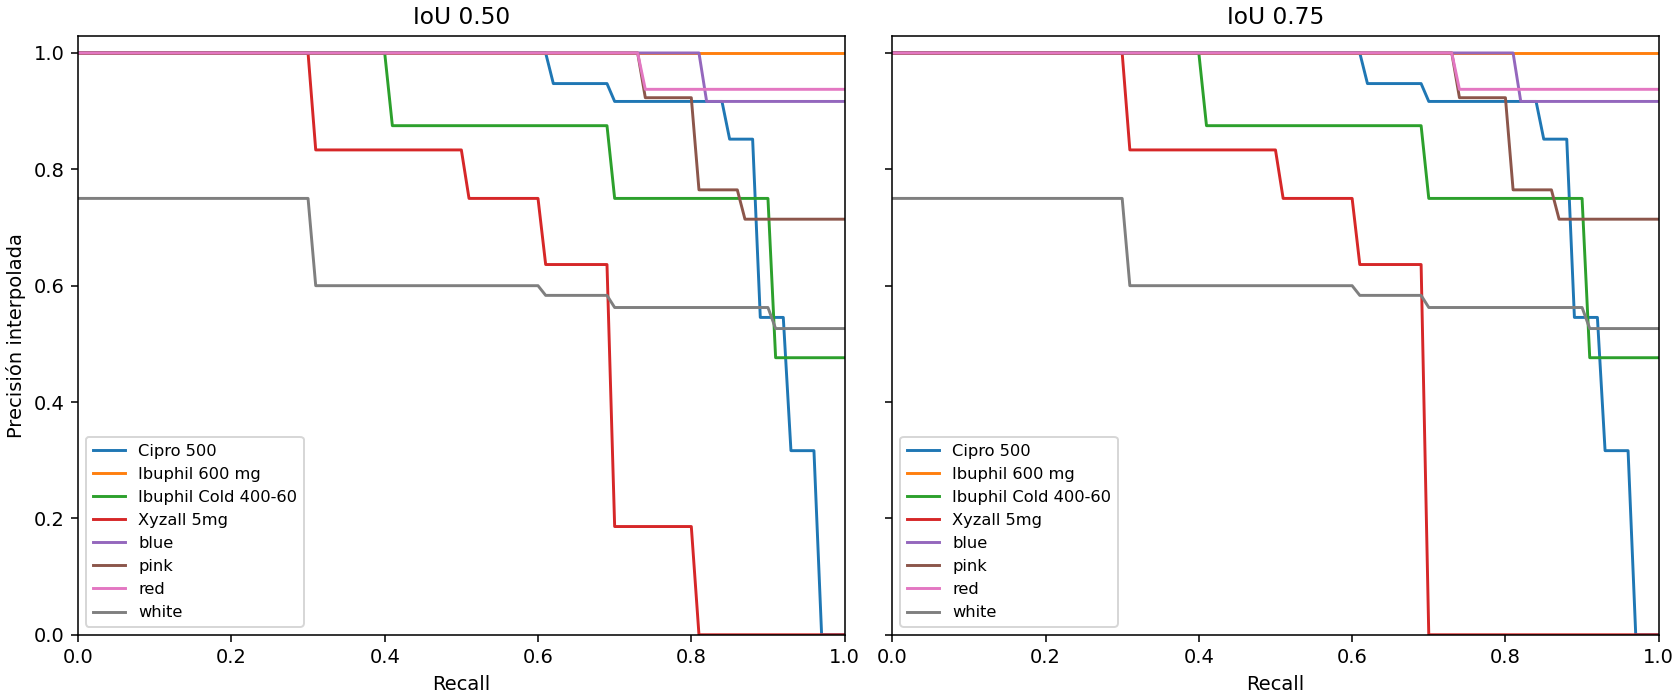 IoU 0.50
1.0
0.8
0.6
0.4
0.2
0.0
Precisión interpolada
Cipro 500
Ibuphil 600 mg
Ibuphil Cold 400-60
Xyzall 5mg
blue
pink
red
white
0.0 0.2 0.4 0.6 0.8 1.0
Recall
IoU 0.75
Cipro 500
Ibuphil 600 mg
Ibuphil Cold 400-60
Xyzall 5mg
blue
pink
red
white
0.0 0.2 0.4 0.6 0.8 1.0
Recall